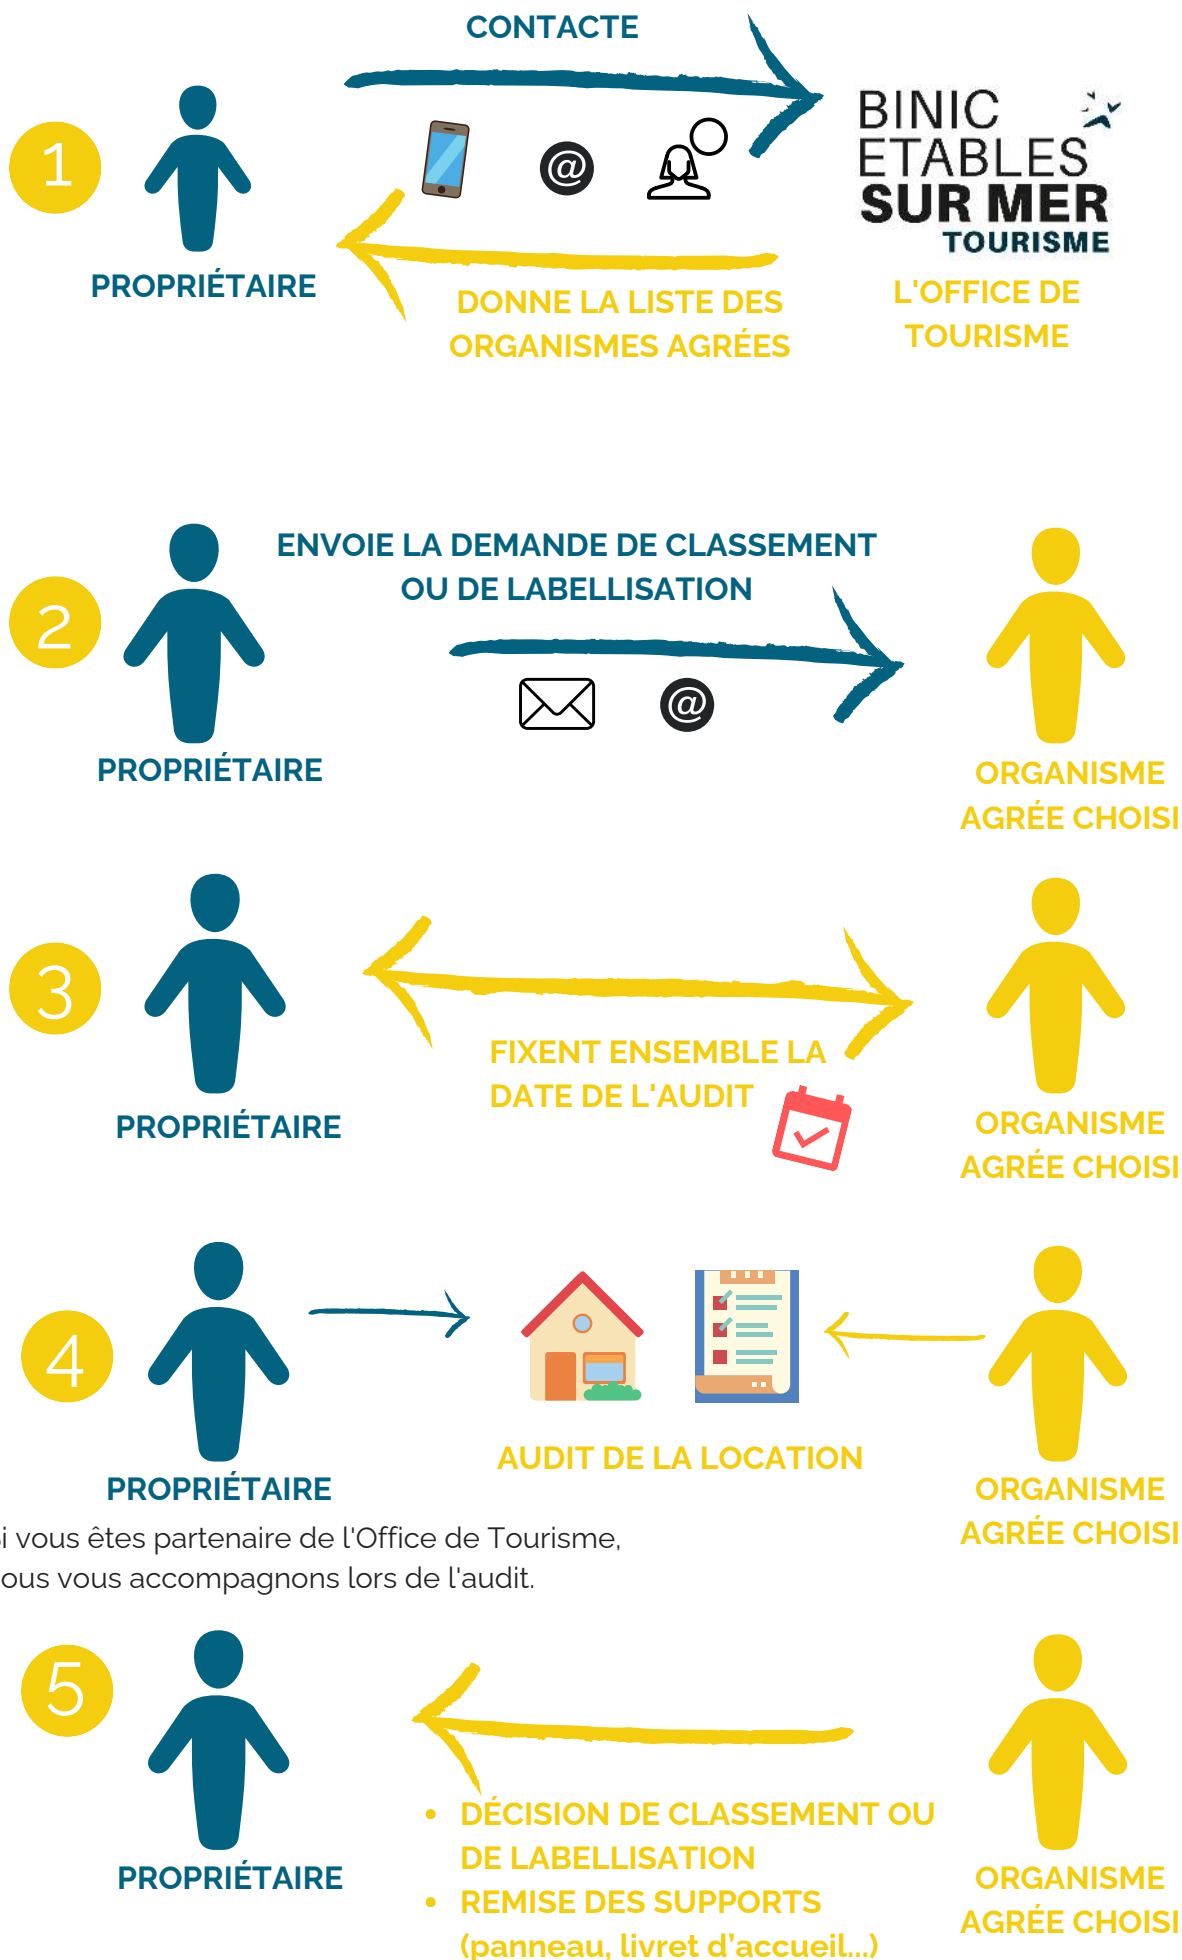 CONTACTE
1
@
BINIC
ETABLES
SUR MER
TOURISME
PROPRIÉTAIRE
DONNE LA LISTE DES
ORGANISMES AGRÉES
L'OFFICE DE
TOURISME
ENVOIE LA DEMANDE DE CLASSEMENT
OU DE LABELLISATION
2
@
PROPRIÉTAIRE
ORGANISME
AGRÉE CHOISI
3
FIXENT ENSEMBLE LA
DATE DE L'AUDIT
PROPRIÉTAIRE
ORGANISME
AGRÉE CHOISI
4
AUDIT DE LA LOCATION
PROPRIÉTAIRE
ORGANISME
AGRÉE CHOISI
i vous êtes partenaire de l'Office de Tourisme,
ous vous accompagnons lors de l'audit.
5
• DÉCISION DE CLASSEMENT OU
DE LABELLISATION
• REMISE DES SUPPORTS
(panneau, livret d’accueil...)
PROPRIÉTAIRE
ORGANISME
AGRÉE CHOISI